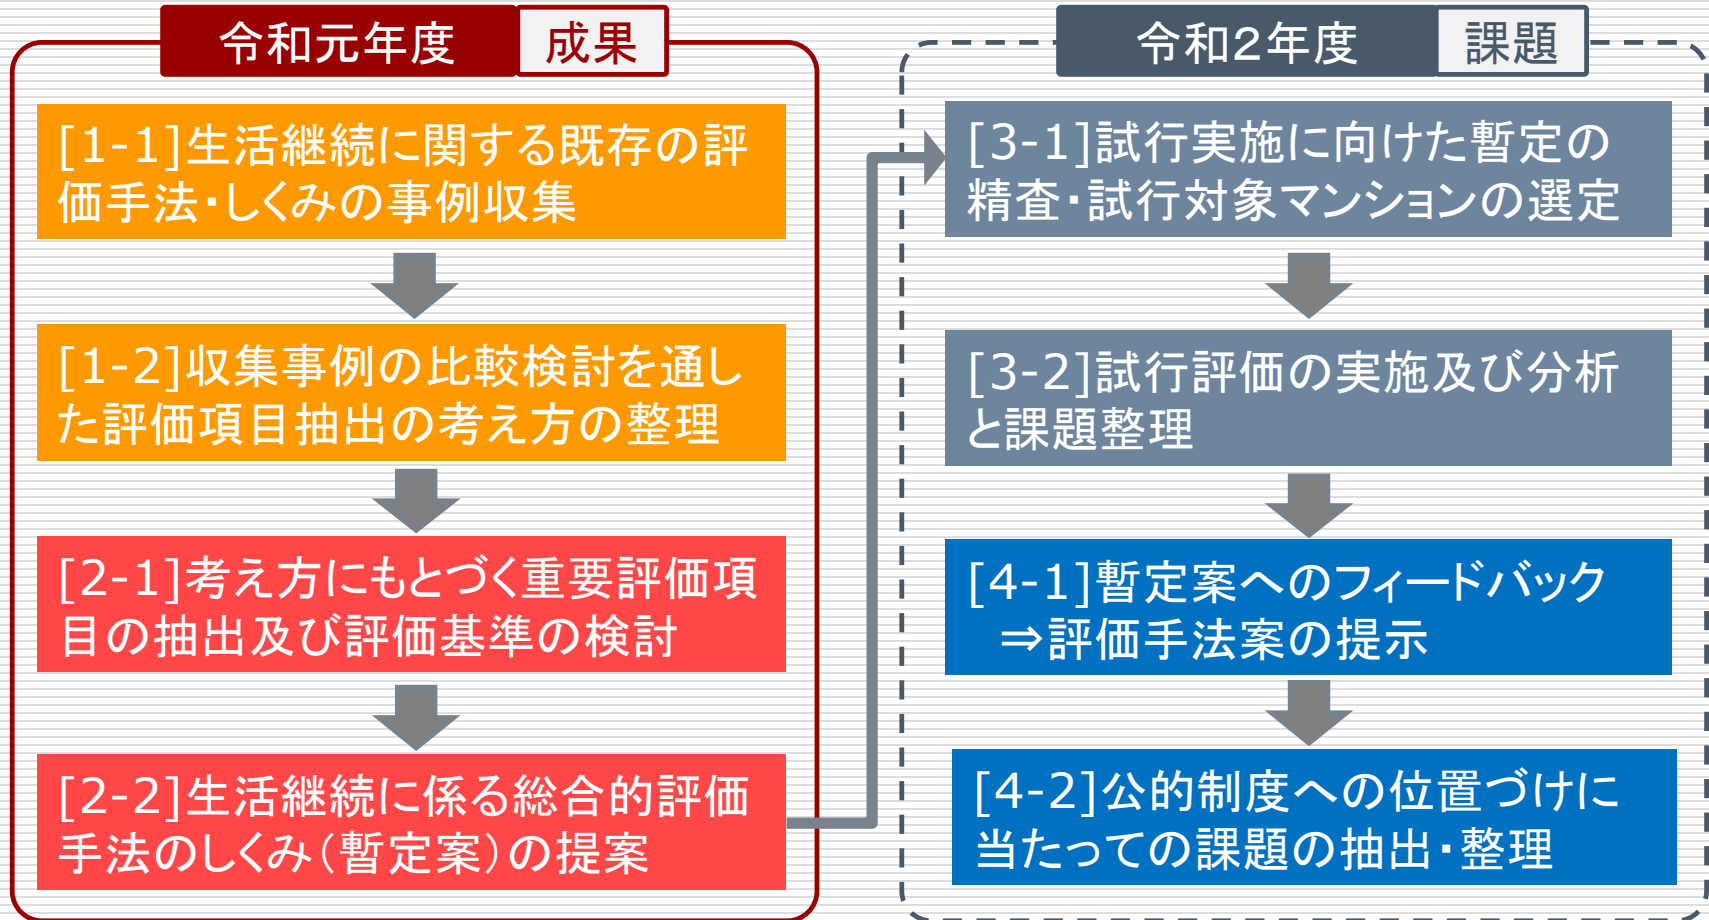 令和元年度 成果
[1-1]生活継続に関する既存の評
価手法・しくみの事例収集
[1-2]収集事例の比較検討を通し
た評価項目抽出の考え方の整理
[2-1]考え方にもとづく重要評価項
目の抽出及び評価基準の検討
[2-2]生活継続に係る総合的評価
手法のしくみ（暫定案）の提案
令和２年度 課題
[3-1]試行実施に向けた暫定の
精査・試行対象マンションの選定
[3-2]試行評価の実施及び分析
と課題整理
[4-1]暫定案へのフィードバック
⇒評価手法案の提示
[4-2]公的制度への位置づけに
当たっての課題の抽出・整理